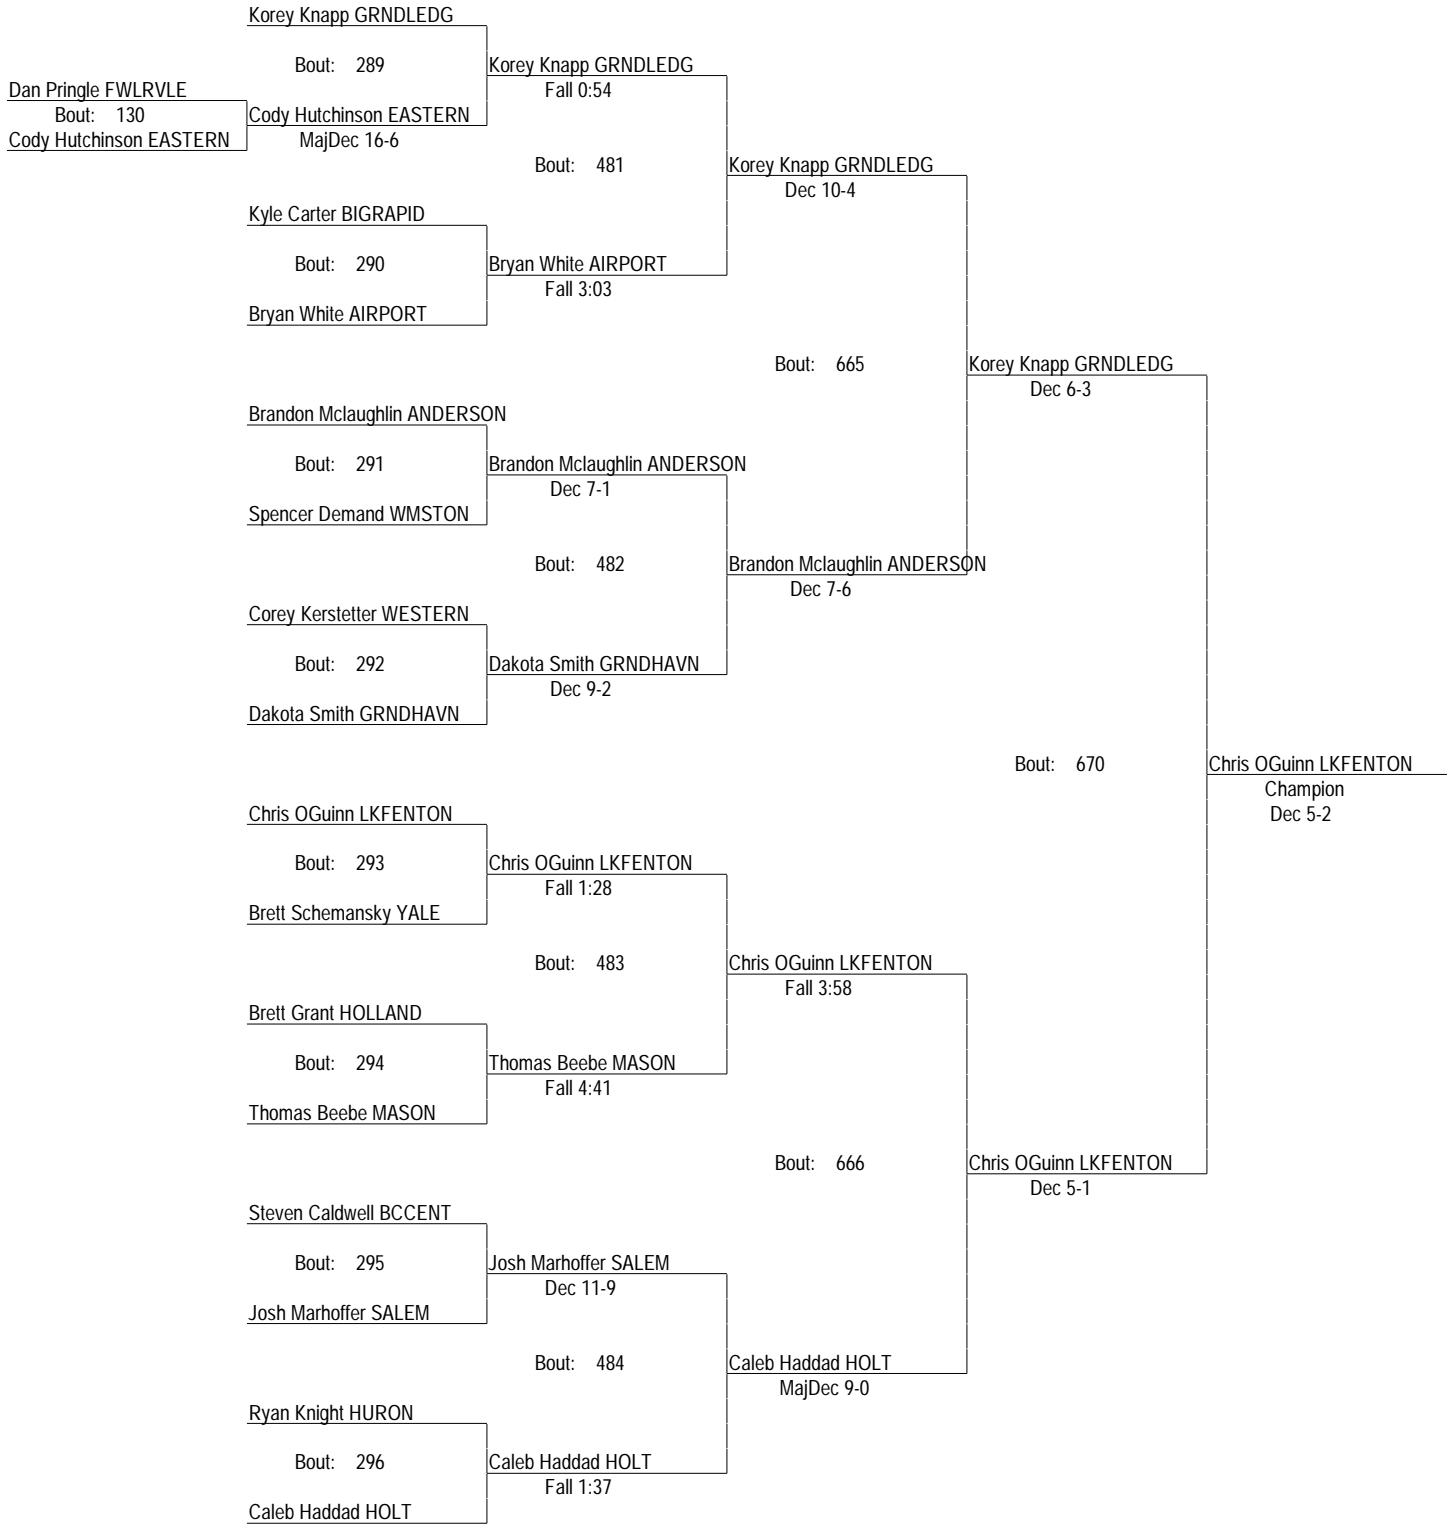 Korey Knapp GRNDLEDG
Bout: 289
Korey Knapp GRNDLEDG
Dan Pringle FWLRVLE
Fall 0:54
Bout: 130
Cody Hutchinson EASTERN
Cody Hutchinson EASTERN
MajDec 16-6
Bout: 481
Korey Knapp GRNDLEDG
Dec 10-4
Kyle Carter BIGRAPID
Bout: 290
Bryan White AIRPORT
Fall 3:03
Bryan White AIRPORT
Bout: 665
Korey Knapp GRNDLEDG
Dec 6-3
Brandon Mclaughlin ANDERSON
Bout: 291
Brandon Mclaughlin ANDERSON
Dec 7-1
Spencer Demand WMSTON
Bout: 482
Brandon Mclaughlin ANDERSON
Dec 7-6
Corey Kerstetter WESTERN
Bout: 292
Dakota Smith GRNDHAVN
Dec 9-2
Dakota Smith GRNDHAVN
Bout: 670
Chris OGuinn LKFENTON
Champion
Dec 5-2
Chris OGuinn LKFENTON
Bout: 293
Chris OGuinn LKFENTON
Fall 1:28
Brett Schemansky YALE
Bout: 483
Chris OGuinn LKFENTON
Fall 3:58
Brett Grant HOLLAND
Bout: 294
Thomas Beebe MASON
Fall 4:41
Thomas Beebe MASON
Bout: 666
Chris OGuinn LKFENTON
Dec 5-1
Steven Caldwell BCCENT
Bout: 295
Josh Marhoffer SALEM
Dec 11-9
Josh Marhoffer SALEM
Bout: 484
Caleb Haddad HOLT
MajDec 9-0
Ryan Knight HURON
Bout: 296
Caleb Haddad HOLT
Fall 1:37
Caleb Haddad HOLT